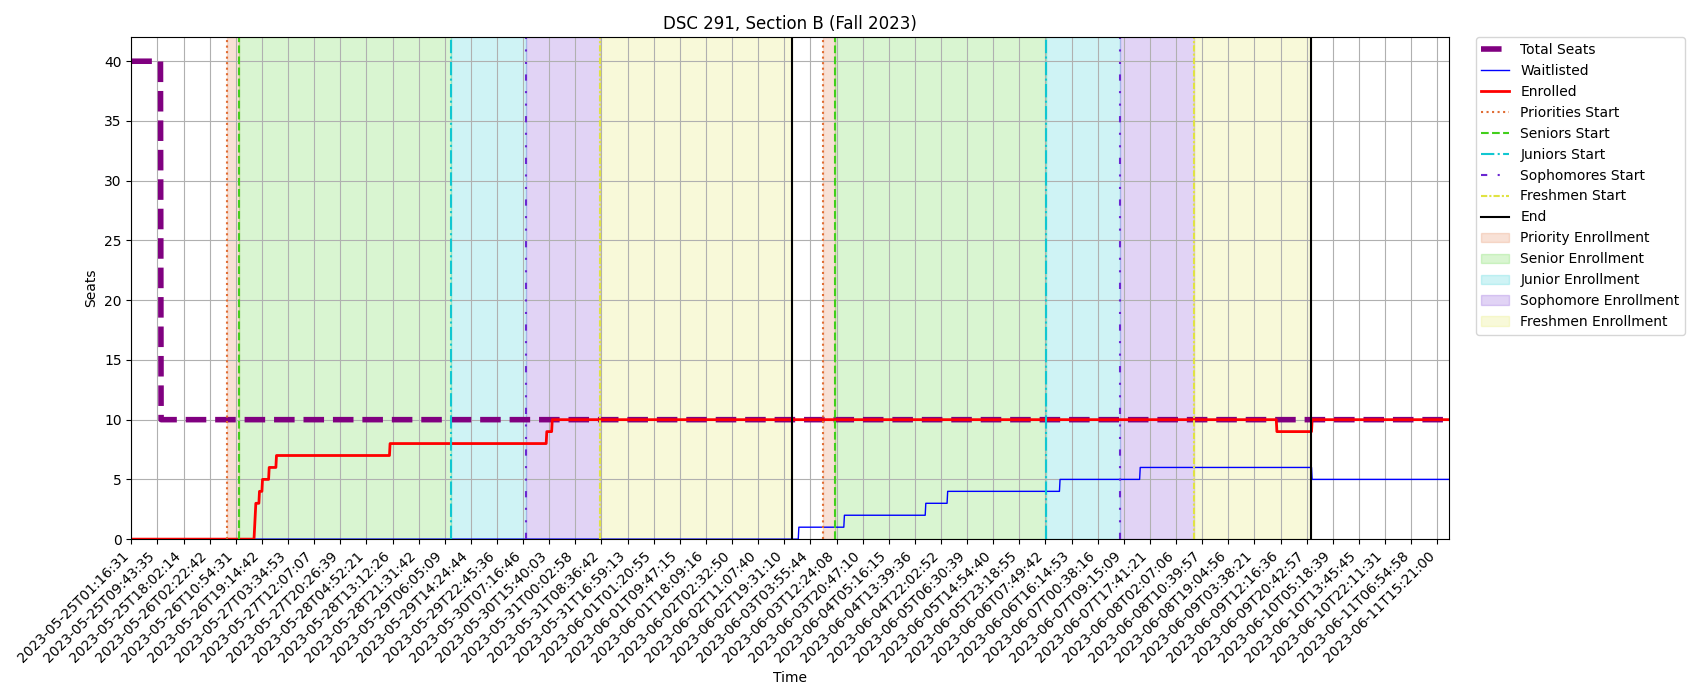 DSC 291, Section B (Fall 2023)
Seats
40
35
30
25
20
15
10
5
0
2023-05-25T01:16:31
2023-05-25T09:43:35
2023-05-25T18:02:14
2023-05-26T02:22:42
2023-05-26T10:54:31
2023-05-26T19:14:42
2023-05-27T03:34:53
2023-05-27T12:07:07
2023-05-27T20:26:39
2023-05-28T04:52:21
2023-05-28T13:12:26
2023-05-28T21:31:42
2023-05-29T06:05:09
2023-05-29T14:24:44
2023-05-29T22:45:36
2023-05-30T07:16:46
2023-05-30T15:40:03
2023-05-31T00:02:58
2023-05-31T08:36:42
2023-05-31T16:59:13
2023-06-01T01:20:55
2023-06-01T09:47:15
2023-06-01T18:09:16
2023-06-02T02:32:50
2023-06-02T11:07:40
2023-06-02T19:31:10
2023-06-03T03:55:44
2023-06-03T12:24:08
2023-06-03T20:47:10
2023-06-04T05:16:15
2023-06-04T13:39:36
2023-06-04T22:02:52
2023-06-05T06:30:39
2023-06-05T14:54:40
2023-06-05T23:18:55
2023-06-06T07:49:42
2023-06-06T16:14:53
2023-06-07T00:38:16
2023-06-07T09:15:09
2023-06-07T17:41:21
2023-06-08T02:07:06
2023-06-08T10:39:57
2023-06-08T19:04:56
2023-06-09T03:38:21
2023-06-09T12:16:36
2023-06-09T20:42:57
2023-06-10T05:18:39
2023-06-10T13:45:45
2023-06-10T22:11:31
2023-06-11T06:54:58
2023-06-11T15:21:00
Time
Total Seats
Waitlisted
Enrolled
Priorities Start
Seniors Start
Juniors Start
Sophomores Start
Freshmen Start
End
Priority Enrollment
Senior Enrollment
Junior Enrollment
Sophomore Enrollment
Freshmen Enrollment